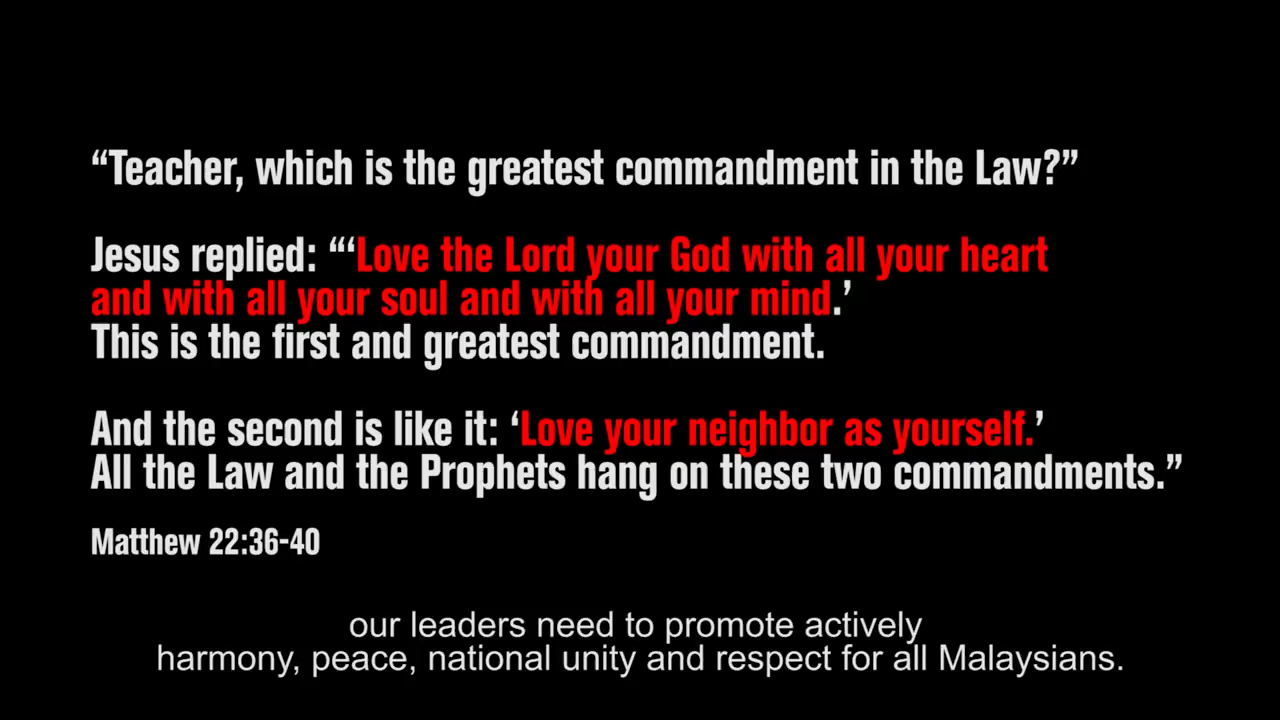 “Teacher, which is the greatest commandment in the Law?”
Jesus replied: “‘Love the Lord your God with all your heart
and with all your soul and with all your mind.’
This is the first and greatest commandment.
And the second is like it: ‘Love your neighbor as yourself.’
All the Law and the Prophets hang on these two commandments.”
Matthew 22:36-40
our leaders need to promote actively
harmony, peace, national unity and respect for all Malaysians.